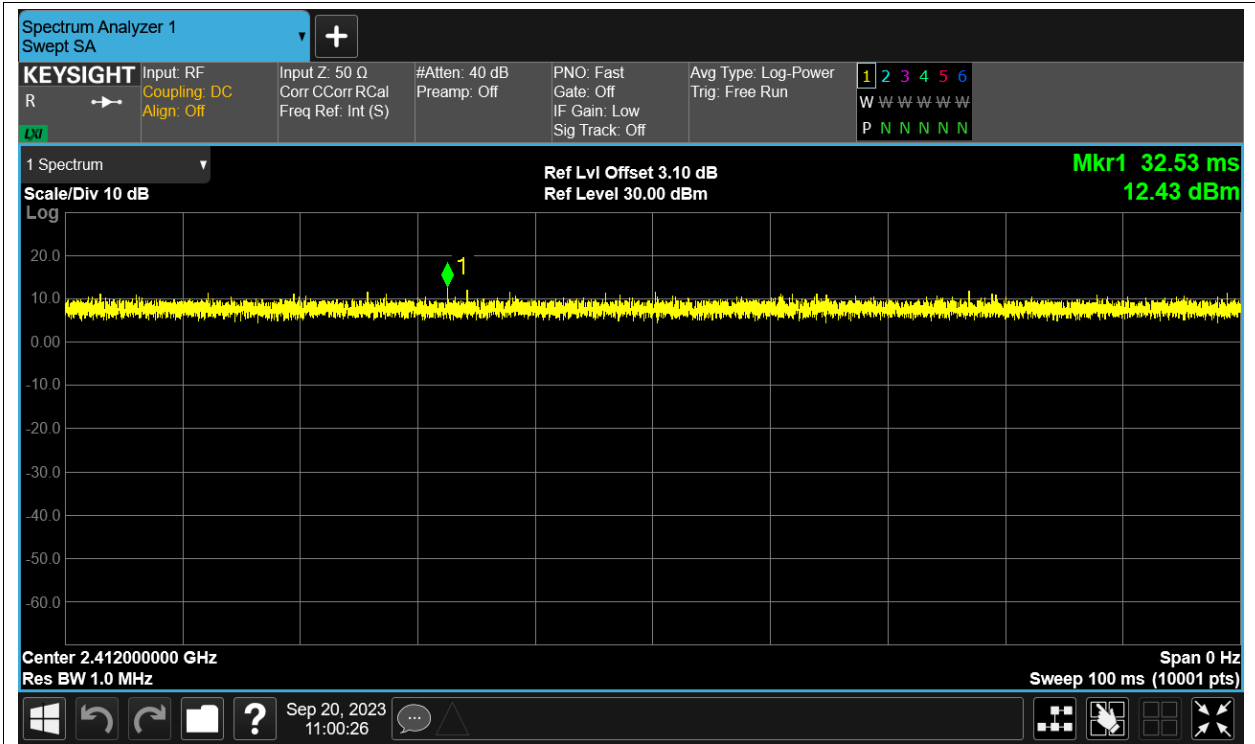 Spectrum Analyzer 1
Swept SA
+
KEYSIGHT
R
LXI
Input: RF
Coupling: DC
Align: Off
Input Z: 50 Ω
Corr CCorr RCal
Freq Ref: Int (S)
#Atten: 40 dB
Preamp: Off
PNO: Fast
Gate: Off
IF Gain: Low
Sig Track: Off
Avg Type: Log-Power
Trig: Free Run
1 2 3 4 5 6
W W W W W W
P N N N N N
1 Spectrum
Scale/Div 10 dB
Ref Lvl Offset 3.10 dB
Ref Level 30.00 dBm
Mkr1 32.53 ms
12.43 dBm
Log
20.0
10.0
0.00
-10.0
-20.0
-30.0
-40.0
-50.0
-60.0
1
Center 2.412000000 GHz
Res BW 1.0 MHz
Span 0 Hz
Sweep 100 ms (10001 pts)
?
Sep 20, 2023
11:00:26